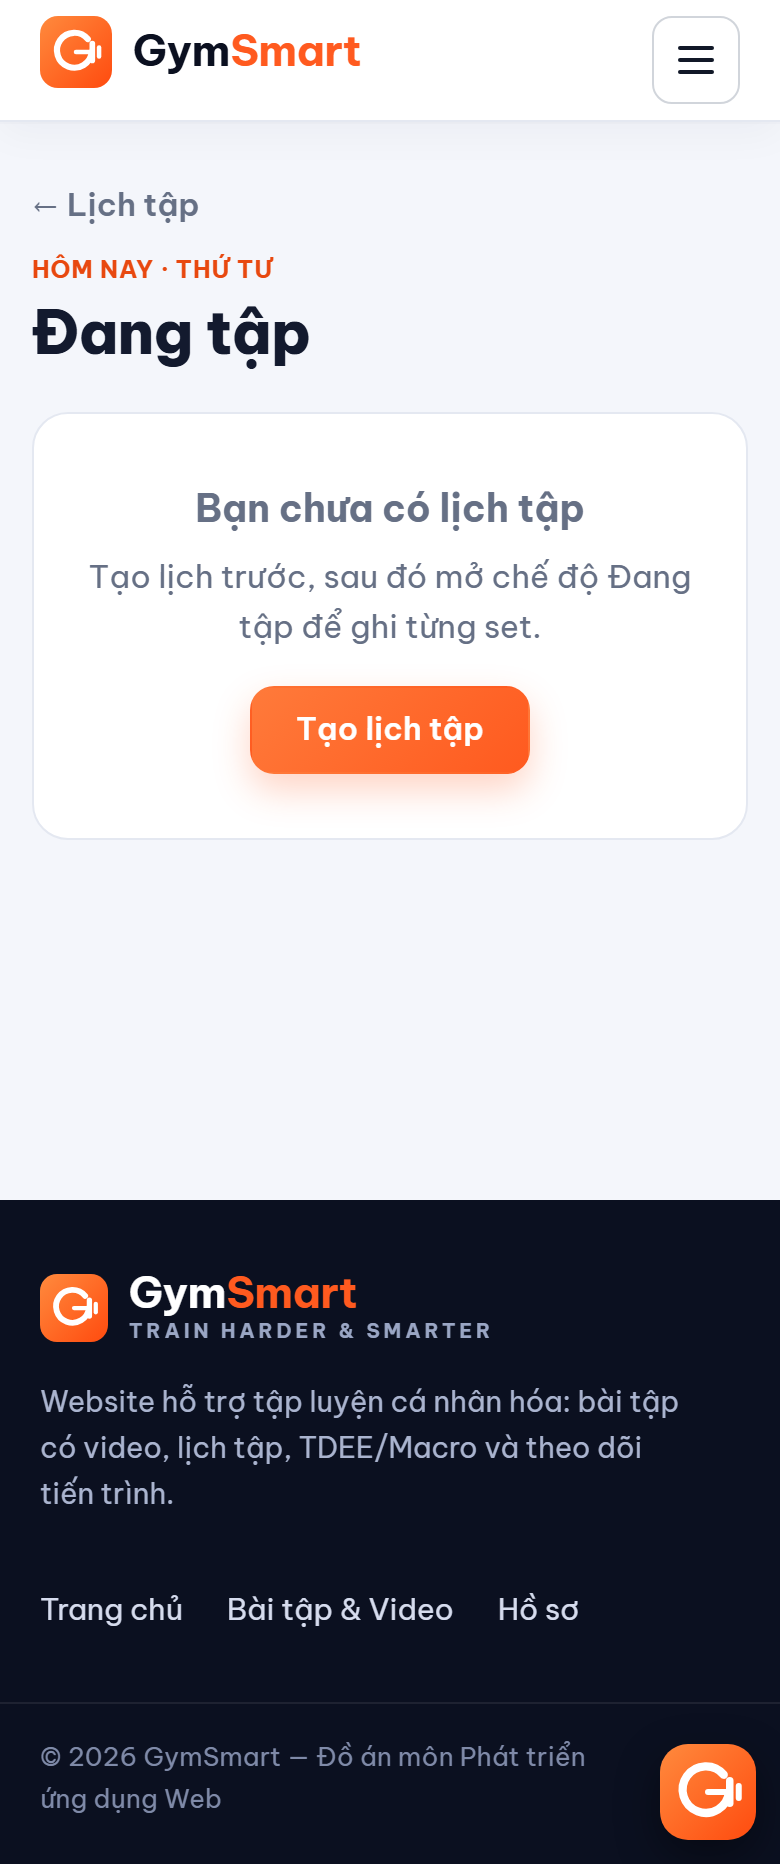 GymSmart
← Lịch tập
HÔM NAY · THỨ TƯ
Đang tập
Bạn chưa có lịch tập
Tạo lịch trước, sau đó mở chế độ Đang
tập để ghi từng set.
Tạo lịch tập
GymSmart
TRAIN HARDER & SMARTER
Website hỗ trợ tập luyện cá nhân hóa: bài tập
có video, lịch tập, TDEE/Macro và theo dõi
tiến trình.
Trang chủ Bài tập & Video Hồ sơ
© 2026 GymSmart — Đồ án môn Phát triển
ứng dụng Web